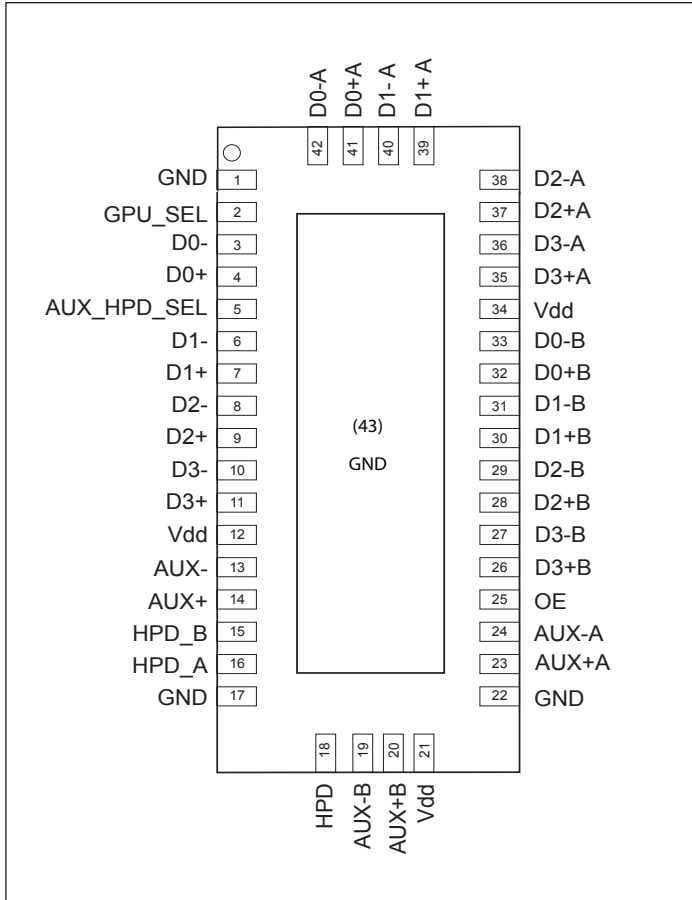 D0-A
D0+A
D1- A
D1+ A
42
41
40
39
GND 1
GPU_SEL 2
D0- 3
D0+ 4
AUX_HPD_SEL 5
D1- 6
D1+ 7
D2- 8
D2+ 9
D3- 10
D3+ 11
Vdd 12
AUX- 13
AUX+ 14
HPD_B 15
HPD_A 16
GND 17
(43)
GND
38 D2-A
37 D2+A
36 D3-A
35 D3+A
34 Vdd
33 D0-B
32 D0+B
31 D1-B
30 D1+B
29 D2-B
28 D2+B
27 D3-B
26 D3+B
25 OE
24 AUX-A
23 AUX+A
22 GND
18
19
20
21
HPD
AUX-B
AUX+B
Vdd